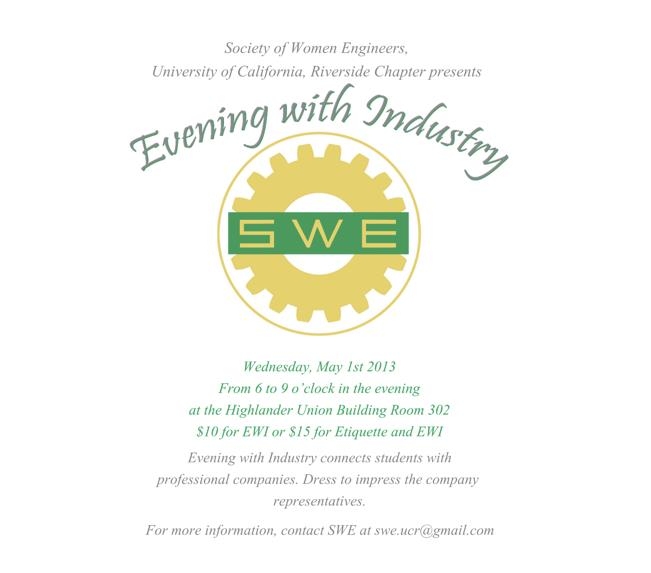 Society of Women Engineers,
University of California, Riverside Chapter presents
Evening with Industry
SWE
Wednesday, May 1st 2013
From 6 to 9 o'clock in the evening
at the Highlander Union Building Room 302
$10 for EWI or $15 for Etiquette and EWI
Evening with Industry connects students with
professional companies. Dress to impress the company
representatives.
For more information, contact SWE at swe.ucr@gmail.com